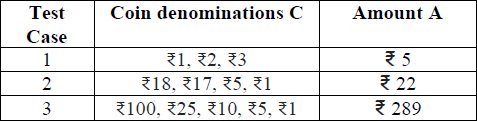 Test Case Coin denominations C Amount A
1 ₹1, ₹2, ₹3 ₹ 5
2 ₹18, ₹17, ₹5, ₹1 ₹ 22
3 ₹100, ₹25, ₹10, ₹5, ₹1 ₹ 289